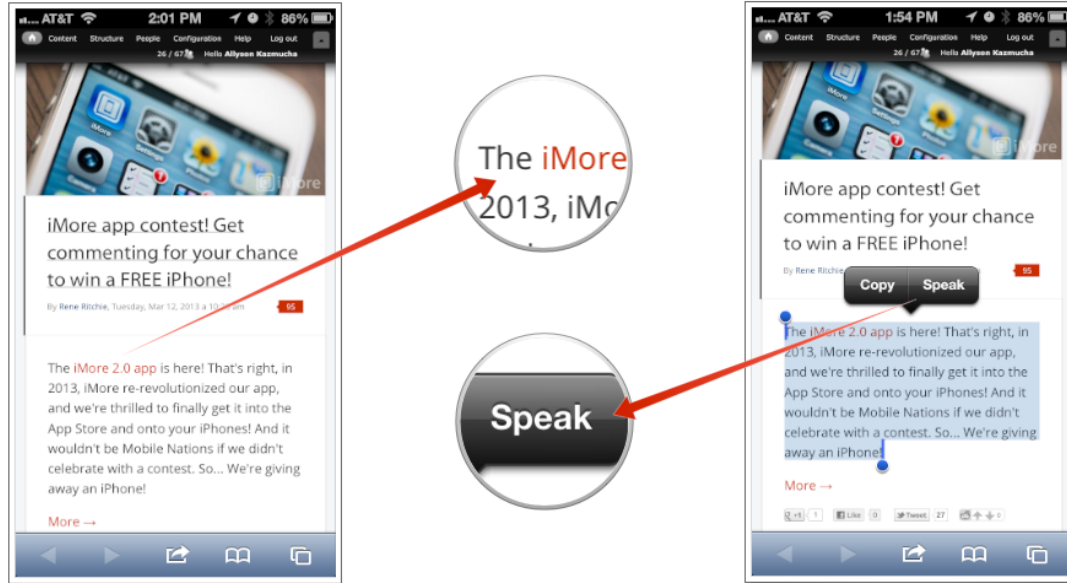 AT&T 2:01 PM 86%
Content Structure People Configuration Help Log out
26 / 67 Hello Allyson Kazmucha
iMore
Settings
Camera
iMore
iMore app contest! Get
commenting for your chance
to win a FREE iPhone!
By Rene Ritchie, Tuesday, Mar 12, 2013 a 10:20 am 95
The iMore 2.0 app is here! That's right, in
2013, iMore re-revolutionized our app,
and we're thrilled to finally get it into the
App Store and onto your iPhones! And it
wouldn't be Mobile Nations if we didn't
celebrate with a contest. So... We're giving
away an iPhone!
More →
The iMore
2013, iMo
Speak
AT&T 1:54 PM 86%
Content Structure People Configuration Help Log out
26 / 67 Hello Allyson Kazmucha
iMore
Settings
Camera
iMore
iMore app contest! Get
commenting for your chance
to win a FREE iPhone!
By Rene Ritchie 95
Copy Speak
The iMore 2.0 app is here! That's right, in
2013, iMore re-revolutionized our app,
and we're thrilled to finally get it into the
App Store and onto your iPhones! And it
wouldn't be Mobile Nations if we didn't
celebrate with a contest. So... We're giving
away an iPhone!
More →
+1 1 Like 0 Tweet 27 0